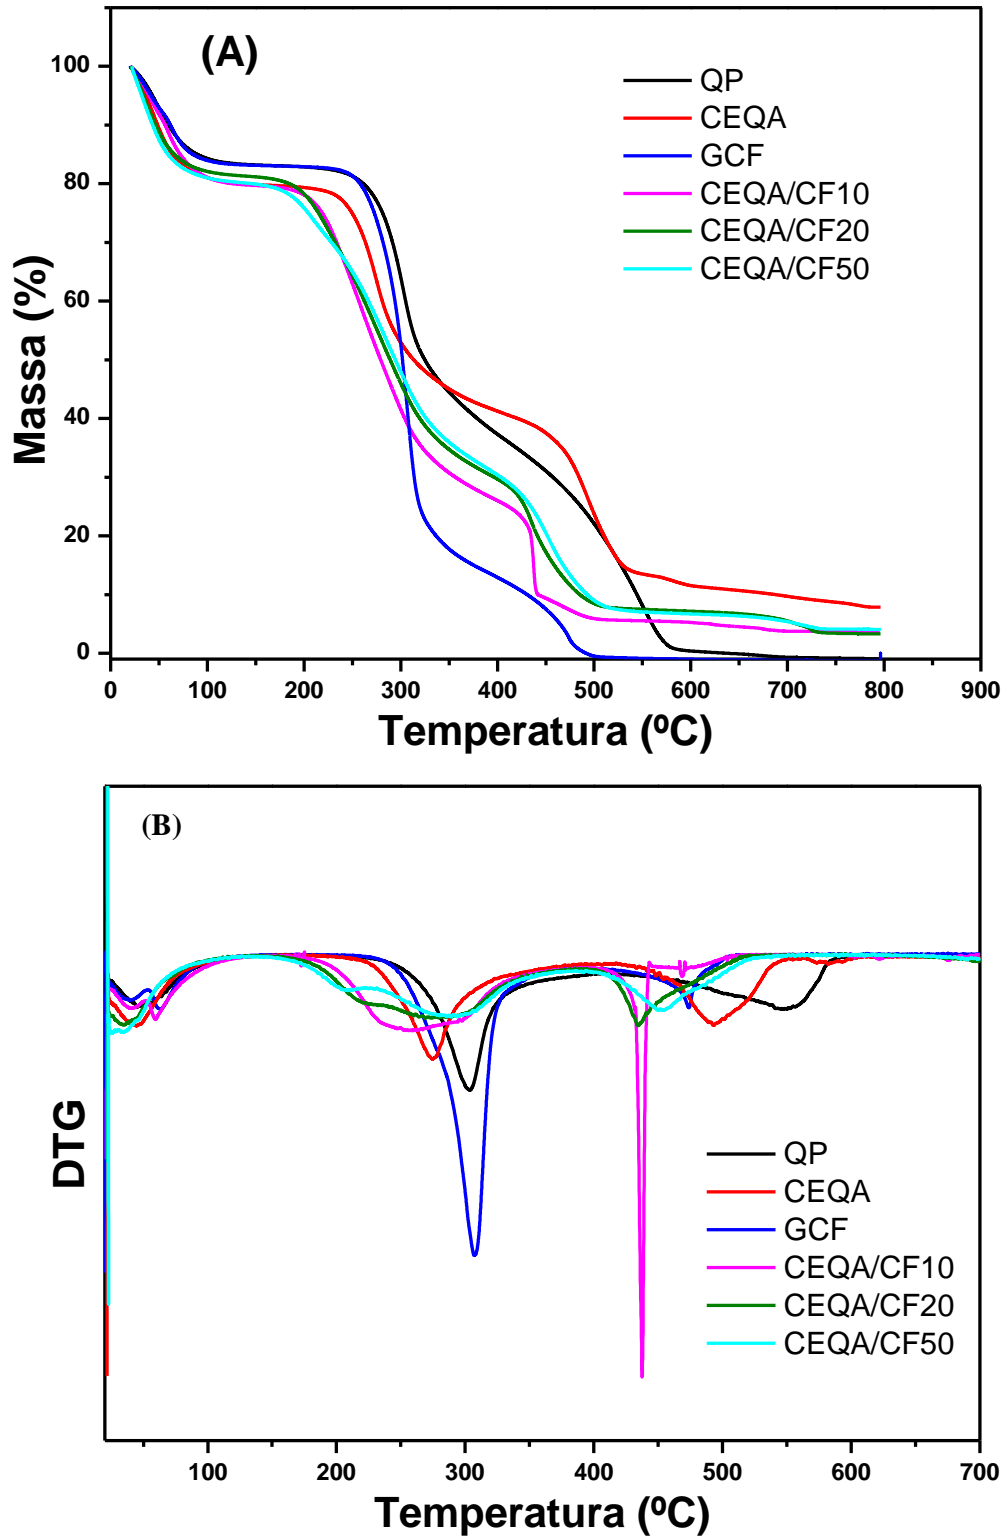 (A)
QP
CEQA
GCF
CEQA/CF10
CEQA/CF20
CEQA/CF50
100
80
60
40
20
0
Massa (%)
0 100 200 300 400 500 600 700 800 900
Temperatura (ºC)
(B)
DTG
QP
CEQA
GCF
CEQA/CF10
CEQA/CF20
CEQA/CF50
100 200 300 400 500 600 700
Temperatura (ºC)